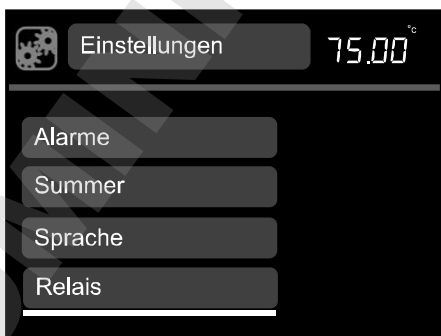 Einstellungen 75.00 °c
Alarme
Summer
Sprache
Relais